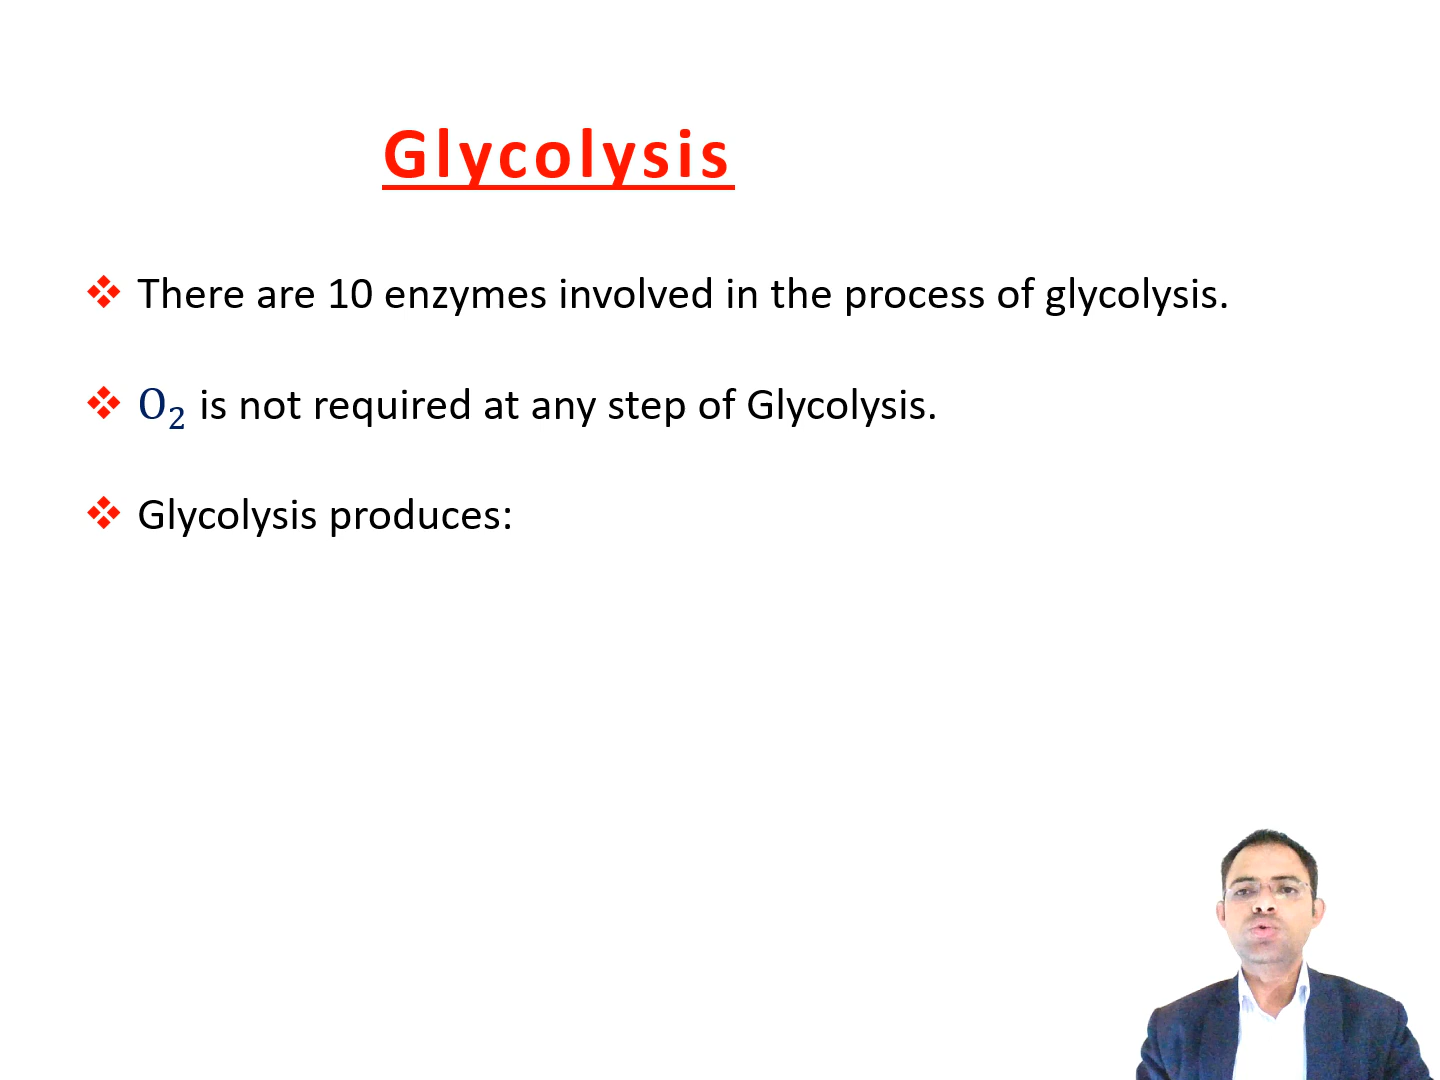 Glycolysis
❖ There are 10 enzymes involved in the process of glycolysis.
❖ O₂ is not required at any step of Glycolysis.
❖ Glycolysis produces: